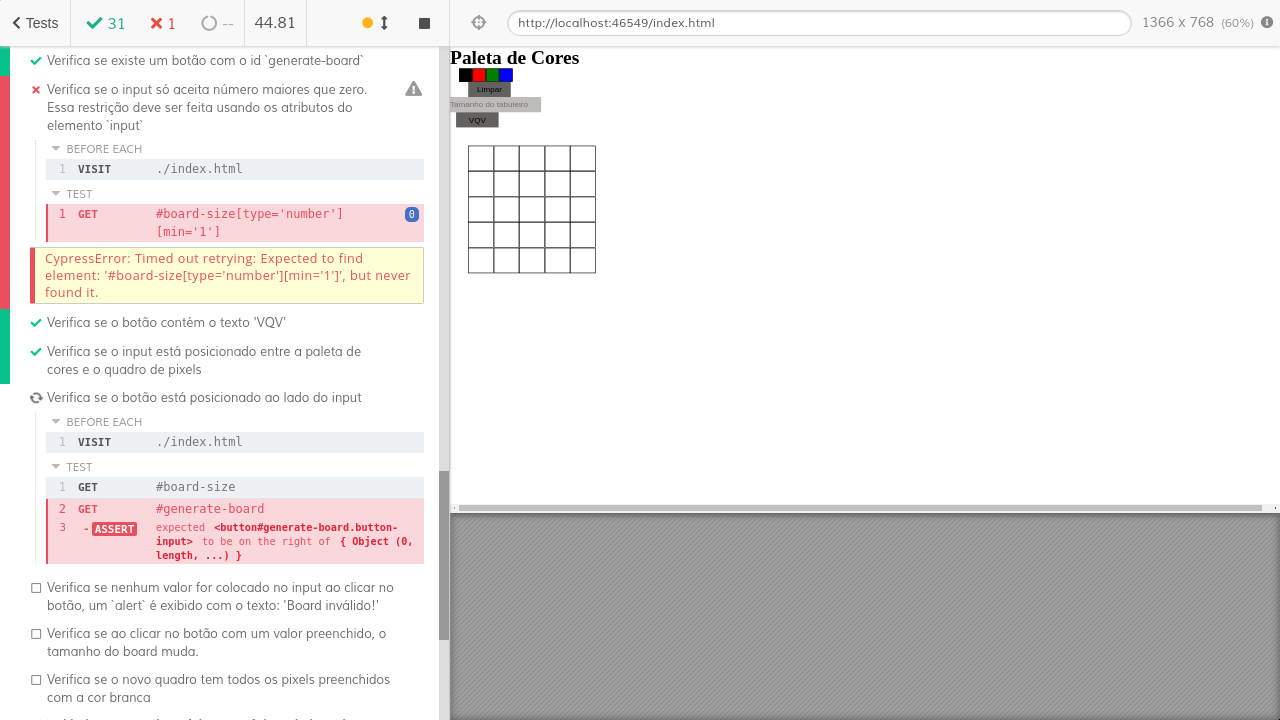 Tests 31 1 -- 44.81 http://localhost:46549/index.html 1366 x 768 (60%)
Verifica se existe um botão com o id `generate-board`
Verifica se o input só aceita número maiores que zero.
Essa restrição deve ser feita usando os atributos do
elemento `input`
BEFORE EACH
1 VISIT ./index.html
TEST
1 GET #board-size[type='number'] 0
[min='1']
CypressError: Timed out retrying: Expected to find
element: '#board-size[type='number'][min='1']', but never
found it.
Verifica se o botão contém o texto 'VQV'
Verifica se o input está posicionado entre a paleta de
cores e o quadro de pixels
Verifica se o botão está posicionado ao lado do input
BEFORE EACH
1 VISIT ./index.html
TEST
1 GET #board-size
2 GET #generate-board
3 -ASSERT expected <button#generate-board.button-
input> to be on the right of { Object (0,
length, ...) }
Verifica se nenhum valor for colocado no input ao clicar no
botão, um `alert` é exibido com o texto: 'Board inválido!'
Verifica se ao clicar no botão com um valor preenchido, o
tamanho do board muda.
Verifica se o novo quadro tem todos os pixels preenchidos
com a cor branca
Paleta de Cores
Limpar
Tamanho do tabuleiro
VQV